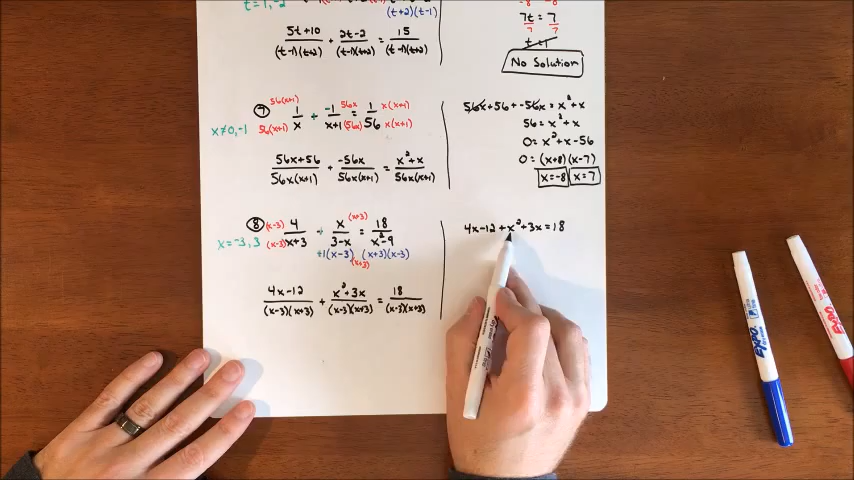 t=1,-2
(t+2)(t-1)
5t+10/(t-1)(t+2) + 2t-2/(t-1)(t+2) = 15/(t-1)(t+2)
7t = 7
7 7
t=1
No Solution
7
56(x+1) 56x x(x+1)
1/x + -1/x+1 = 1/56
56(x+1) (56x) x(x+1)
x≠0,-1
56x+56/56x(x+1) + -56x/56x(x+1) = x²+x/56x(x+1)
56x+56+-56x = x²+x
56 = x²+x
0 = x²+x-56
0 = (x+8)(x-7)
x=-8 x=7
8
(x-3) (x+3)
4/x+3 + x/3-x = 18/x²-9
(x-3)
x=-3,3
+1(x-3) (x+3)(x-3)
(x+3)
4x-12/(x-3)(x+3) + x²+3x/(x-3)(x+3) = 18/(x-3)(x+3)
4x-12+x²+3x=18
EXPO
EXPO